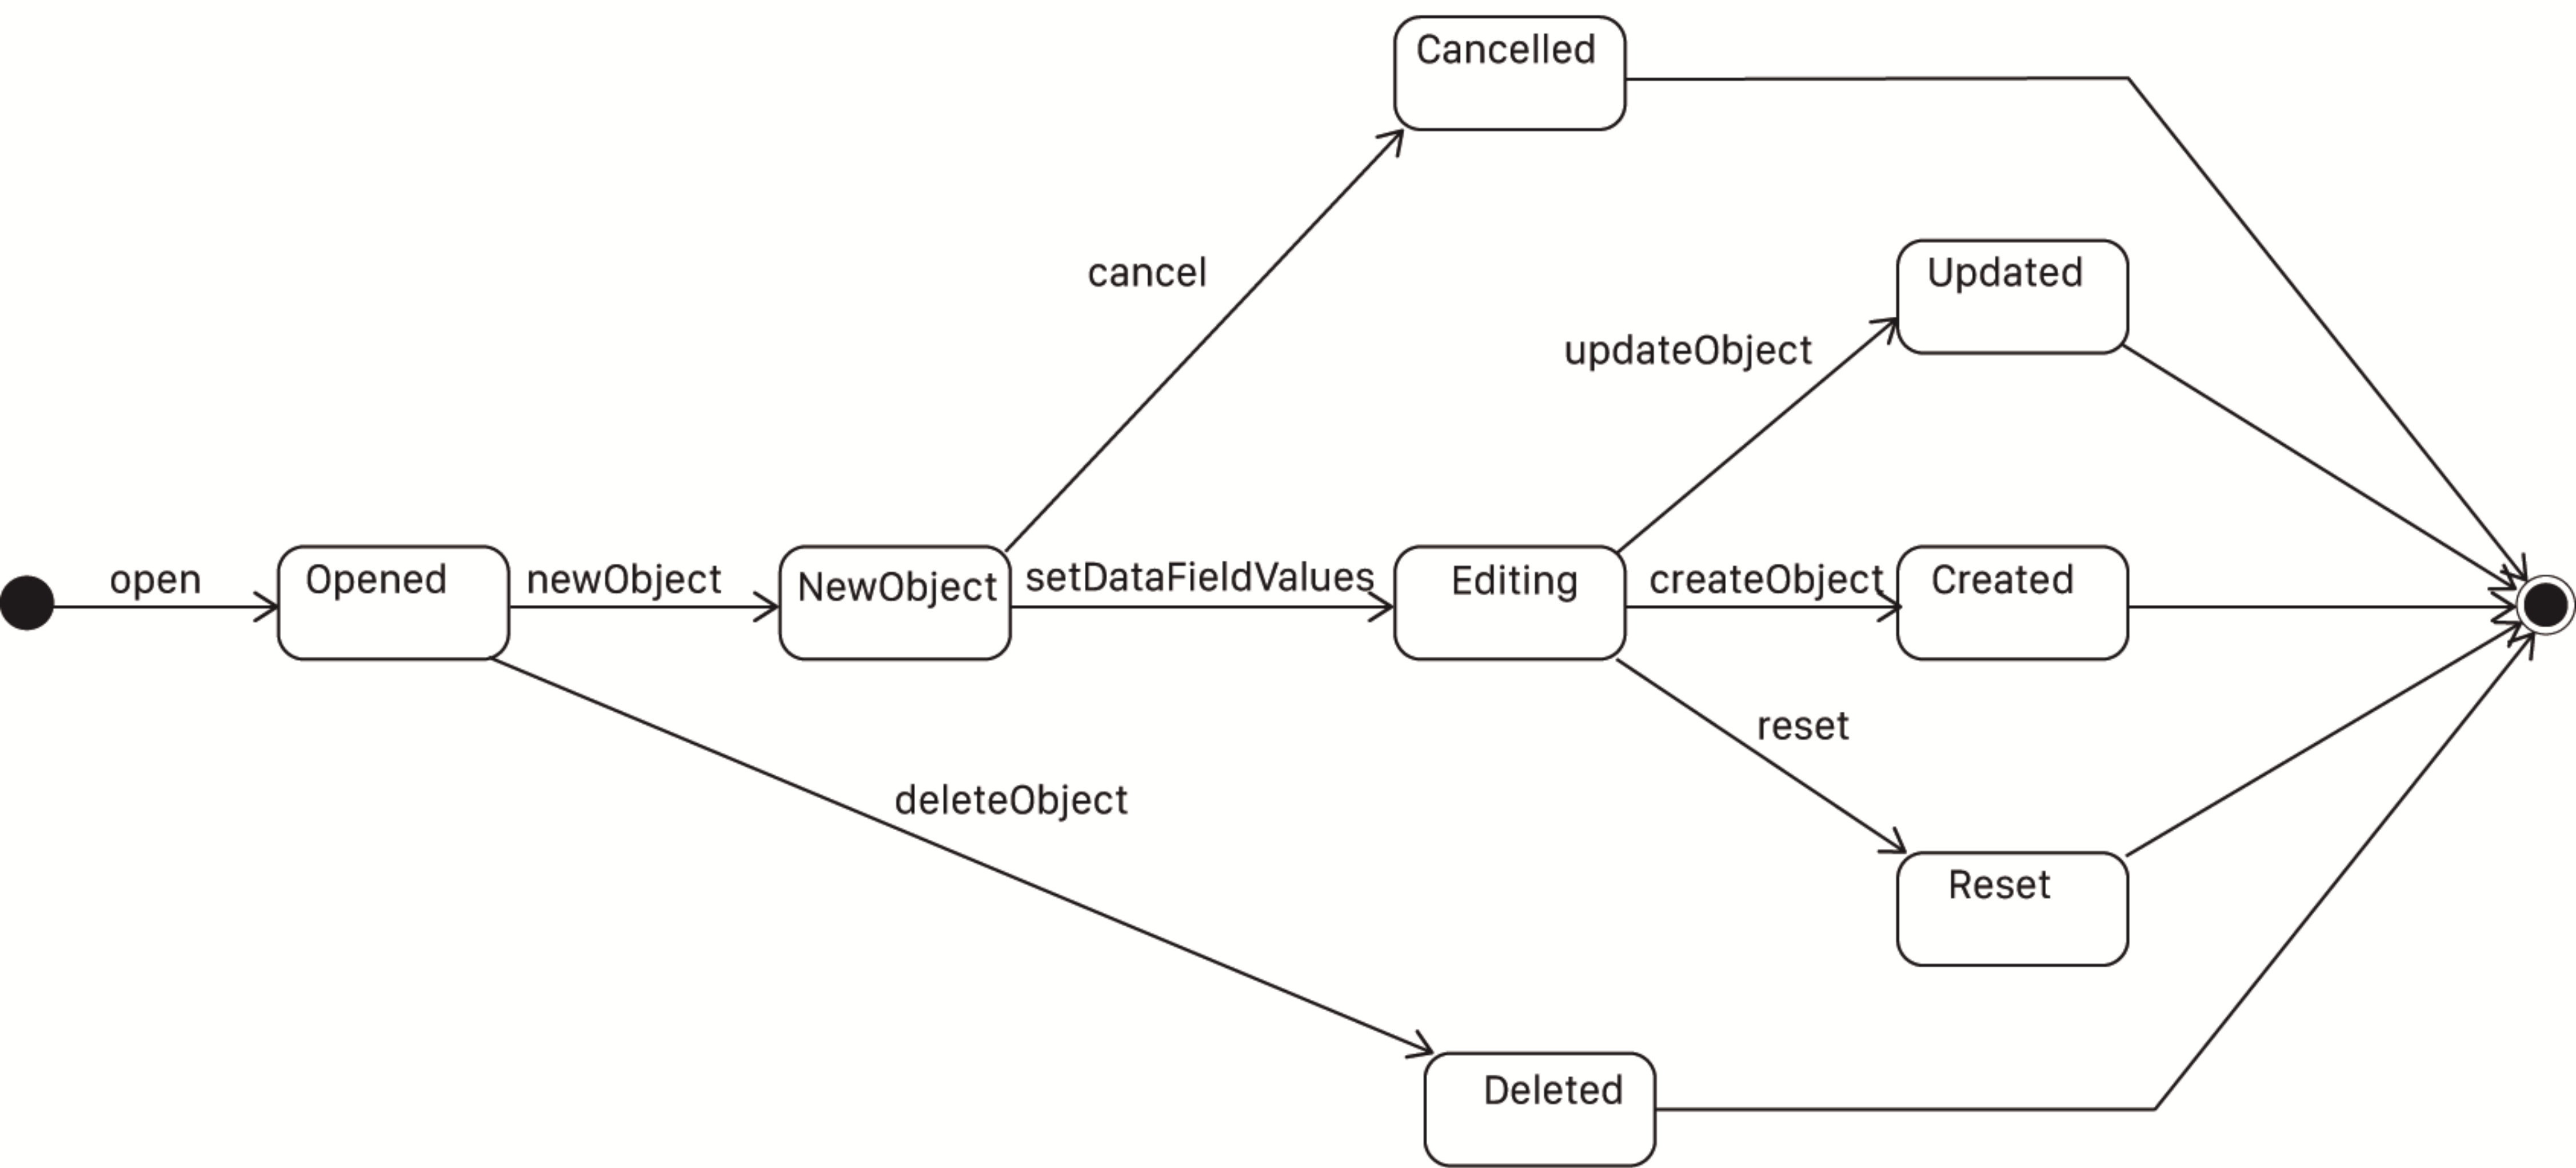 Cancelled
cancel
Updated
updateObject
open
Opened
newObject
NewObject
setDataFieldValues
Editing
createObject
Created
reset
deleteObject
Reset
Deleted